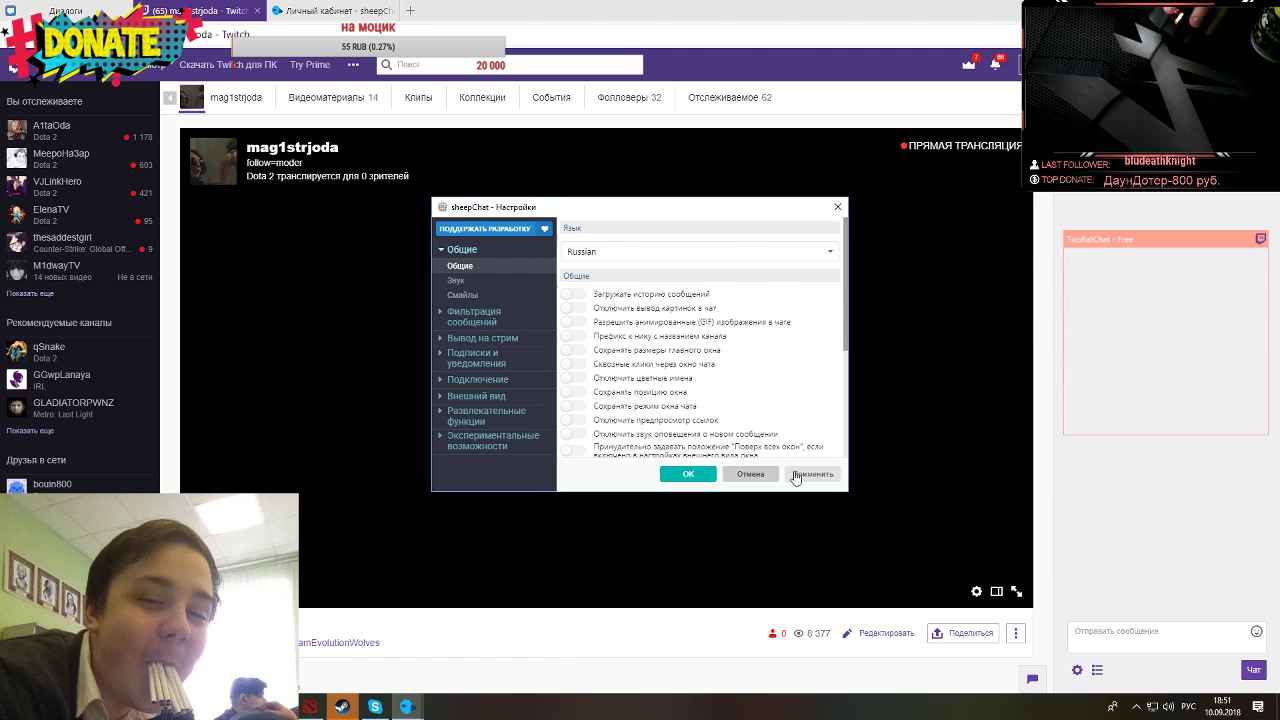 Диалоги
Личный кабинет - sheepCh
DONATE
на моцик
55 RUB (0.27%)
20 000
Скачать Twitch для ПК
Try Prime
•••
Поиск
7
88
Вы отслеживаете
A1taOda
Dota 2
1 178
MeepoHa3ap
Dota 2
603
VJLinkHero
Dota 2
421
ElenaTV
Dota 2
95
thesaddestgirl
Counter-Strike: Global Off...
9
M1dwayTV
14 новых видео
Не в сети
Показать еще
Рекомендуемые каналы
qSnake
Dota 2
GGwpLanaya
IRL
GLADIATORPWNZ
Metro: Last Light
Показать еще
Друзья в сети
bouin800
mag1strjoda
Видеоматериалы 14
Клипы
Коллекции
События
Фолловеры 32
Отслеживаемое 62
mag1strjoda
follow=moder
Dota 2 транслируется для 0 зрителей
ПРЯМАЯ ТРАНСЛЯЦИЯ
sheepChat - Настройки
ПОДДЕРЖАТЬ РАЗРАБОТКУ
Общие
Общие
Звук
Смайлы
Фильтрация
сообщений
Вывод на стрим
Подписки и
уведомления
Подключение
Внешний вид
Развлекательные
функции
Экспериментальные
возможности
Язык
Russian
Общие
Загружать историю сообщений
Отключить вывод картинок в чат
Разрешить анимированные (GIF) изображения в чате
Префикс к нику с названием канала
Сохранять размеры главного окна
Сквозные клики через окно чата
Отключить цветные имена
Сохранять позицию окна
Сохранять режим окна чата
Отключить предпросмотр ссылок
Отключить звук оповещения о новом сообщении
Принудительно задавать положение "Поверх всех окон", если
включено в настройках внешнего вида окна
OK
Отмена
Применить
amEvolutionWolves
0
8 377
Редактировать
Поделиться
LAST FOLLOWER: bludeathknight
TOP DONATE: ДаунДотер-800 руб.
TwoRatChat - Free
Отправить сообщение
Чат
РУС
18:51
10.09.2018